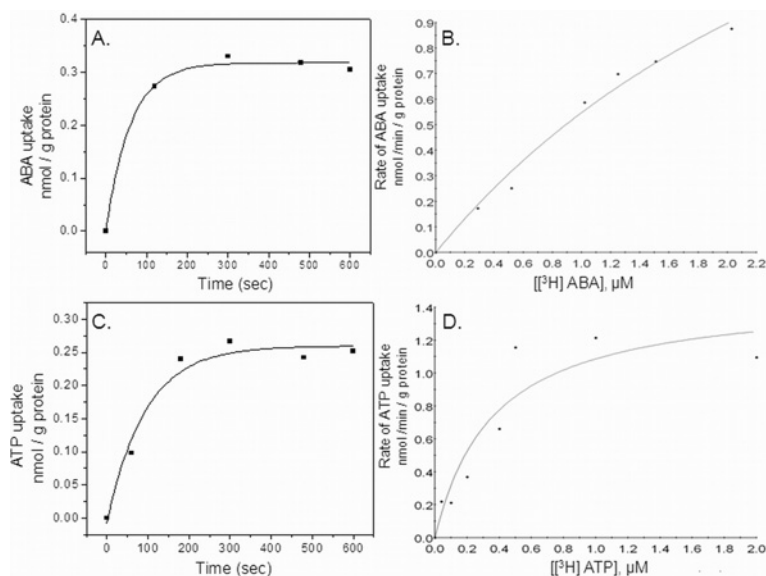 A.
ABA uptake
nmol / g protein
0.4
0.3
0.2
0.1
0.0
0 100 200 300 400 500 600
Time (sec)
B.
Rate of ABA uptake
nmol /min / g protein
0.9
0.8
0.7
0.6
0.5
0.4
0.3
0.2
0.1
0.0
0.0 0.2 0.4 0.6 0.8 1.0 1.2 1.4 1.6 1.8 2.0 2.2
[[³H] ABA], µM
C.
ATP uptake
nmol / g protein
0.25
0.20
0.15
0.10
0.05
0.00
0 100 200 300 400 500 600
Time (sec)
D.
Rate of ATP uptake
nmol/min / g protein
1.4
1.2
1.0
0.8
0.6
0.4
0.2
0.0
0.0 0.2 0.4 0.6 0.8 1.0 1.2 1.4 1.6 1.8 2.0
[[³H] ATP], µM